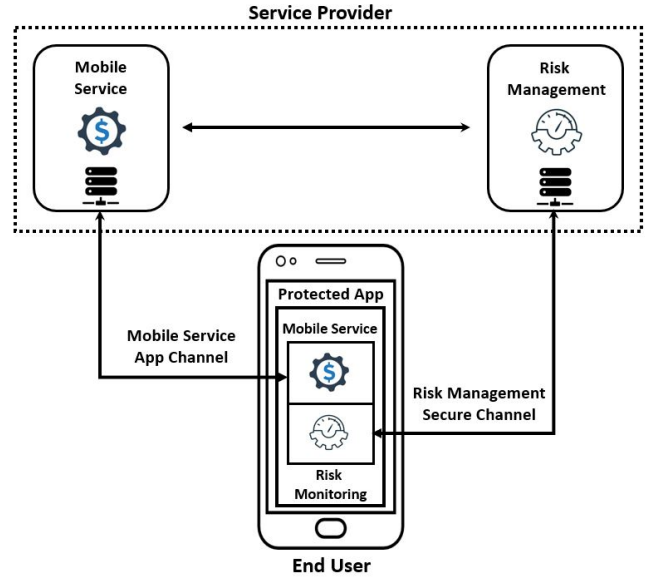 Service Provider
Mobile
Service
$
Risk
Management
Protected App
Mobile Service
$
Mobile Service
App Channel
Risk Management
Secure Channel
Risk
Monitoring
End User